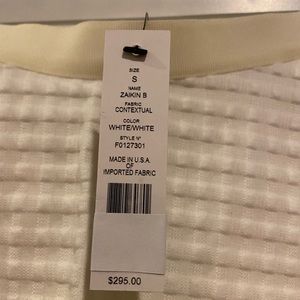 SIZE
S
NAME
ZAIKIN B
FABRIC
CONTEXTUAL
COLOR
WHITE/WHITE
STYLE N°
F0127301
MADE IN U.S.A.
OF
IMPORTED FABRIC
$295.00